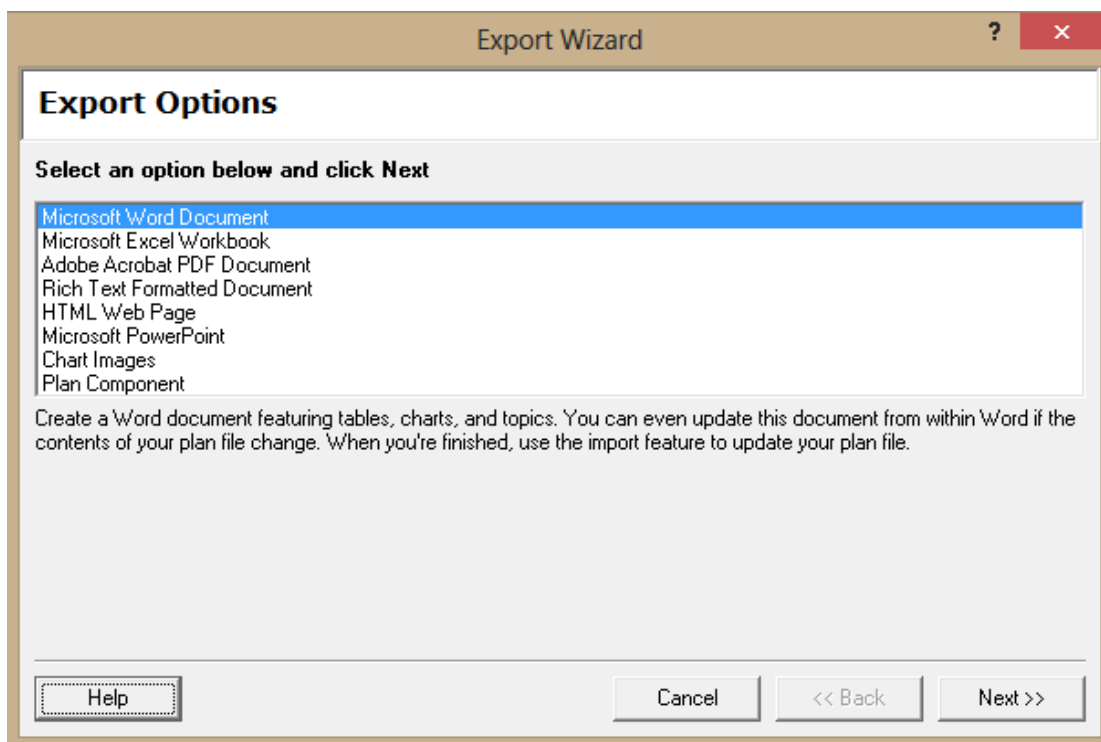 Export Wizard
?
×
Export Options
Select an option below and click Next
Microsoft Word Document
Microsoft Excel Workbook
Adobe Acrobat PDF Document
Rich Text Formatted Document
HTML Web Page
Microsoft PowerPoint
Chart Images
Plan Component
Create a Word document featuring tables, charts, and topics. You can even update this document from within Word if the
contents of your plan file change. When you're finished, use the import feature to update your plan file.
Help
Cancel
<< Back
Next >>